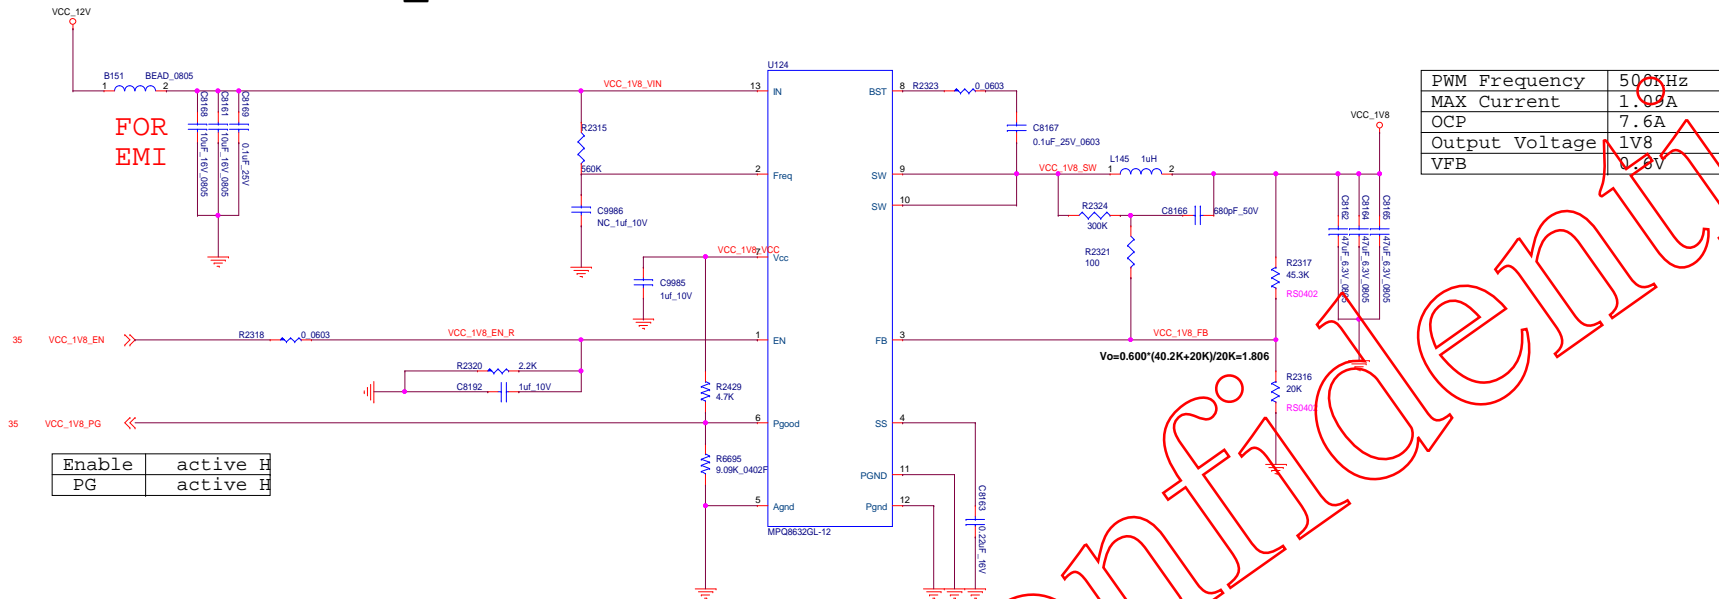 VCC_12V
B151 BEAD_0805
1 2
C8168 10uF_16V_0805
C8161 10uF_16V_0805
C8169 0.1uF_25V
FOR
EMI
VCC_1V8_VIN
R2315
560K
C9986
NC_1uf_10V
VCC_1V8_VCC
C9985
1uf_10V
35 VCC_1V8_EN
R2318 0_0603
VCC_1V8_EN_R
R2320 2.2K
C8192 1uf_10V
R2429
4.7K
35 VCC_1V8_PG
R6695
9.09K_0402F
Enable active H
PG active H
U124
13 IN
2 Freq
7 Vcc
1 EN
6 Pgood
5 Agnd
BST 8
SW 9
SW 10
FB 3
SS 4
PGND 11
Pgnd 12
MPQ8632GL-12
R2323 0_0603
C8167
0.1uF_25V_0603
VCC_1V8_SW
L145 1uH
1 2
R2324
300K
C8166 680pF_50V
R2321
100
VCC_1V8_FB
Vo=0.600*(40.2K+20K)/20K=1.806
R2317
45.3K
RS0402
R2316
20K
RS0402
C8163 0.22uF_16V
VCC_1V8
C8162 47uF_6.3V_0805
C8164 47uF_6.3V_0805
C8165 47uF_6.3V_0805
PWM Frequency 500KHz
MAX Current 1.09A
OCP 7.6A
Output Voltage 1V8
VFB 0.6V
onfidenti